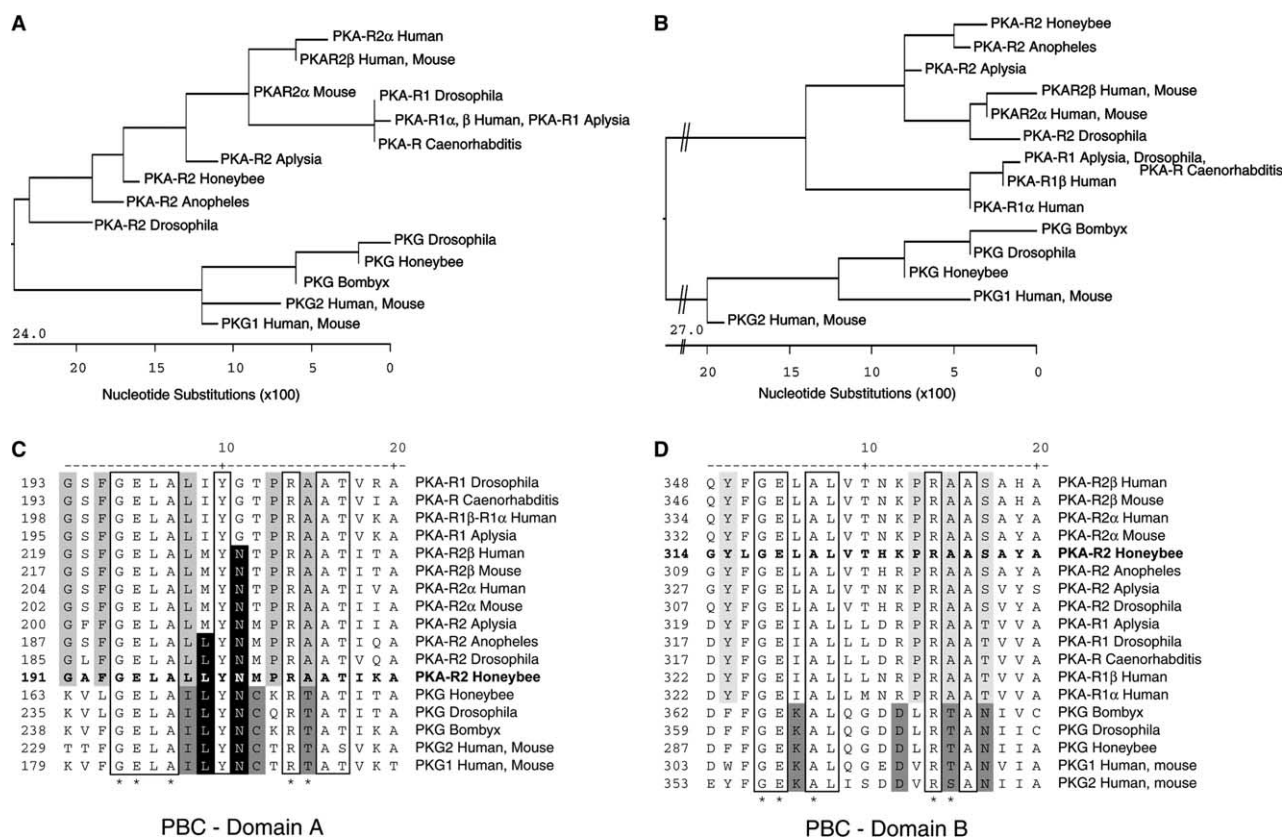 A
PKA-R2α Human
PKAR2β Human, Mouse
PKAR2α Mouse
PKA-R1 Drosophila
PKA-R1α, β Human, PKA-R1 Aplysia
PKA-R Caenorhabditis
PKA-R2 Aplysia
PKA-R2 Honeybee
PKA-R2 Anopheles
PKA-R2 Drosophila
PKG Drosophila
PKG Honeybee
PKG Bombyx
PKG2 Human, Mouse
PKG1 Human, Mouse
24.0
20 15 10 5 0
Nucleotide Substitutions (x100)
B
PKA-R2 Honeybee
PKA-R2 Anopheles
PKA-R2 Aplysia
PKAR2β Human, Mouse
PKAR2α Human, Mouse
PKA-R2 Drosophila
PKA-R1 Aplysia, Drosophila,
PKA-R Caenorhabditis
PKA-R1β Human
PKA-R1α Human
PKG Bombyx
PKG Drosophila
PKG Honeybee
PKG1 Human, Mouse
PKG2 Human, Mouse
27.0
20 15 10 5 0
Nucleotide Substitutions (x100)
C
10 20
193 G S F G E L A L I Y G T P R A A T V R A PKA-R1 Drosophila
193 G S F G E L A L I Y G T P R A A T V I A PKA-R Caenorhabditis
198 G S F G E L A L I Y G T P R A A T V K A PKA-R1β-R1α Human
195 G S F G E L A L I Y G T P R A A T V K A PKA-R1 Aplysia
219 G S F G E L A L M Y N T P R A A T I T A PKA-R2β Human
217 G S F G E L A L M Y N T P R A A T I T A PKA-R2β Mouse
204 G S F G E L A L M Y N T P R A A T I V A PKA-R2α Human
202 G S F G E L A L M Y N T P R A A T I I A PKA-R2α Mouse
200 G F F G E L A L M Y N M P R A A T I I A PKA-R2 Aplysia
187 G S F G E L A L L Y N M P R A A T I Q A PKA-R2 Anopheles
185 G L F G E L A L L Y N M P R A A T V Q A PKA-R2 Drosophila
191 G A F G E L A L L Y N M P R A A T I K A PKA-R2 Honeybee
163 K V L G E L A I L Y N C K R T A T I T A PKG Honeybee
235 K V L G E L A I L Y N C Q R T A T I T A PKG Drosophila
238 K V F G E L A I L Y N C K R T A T I K A PKG Bombyx
229 T T F G E L A I L Y N C T R T A S V K A PKG2 Human, Mouse
179 K V F G E L A I L Y N C T R T A T V K T PKG1 Human, Mouse
* * * * *
PBC - Domain A
D
10 20
348 Q Y F G E L A L V T N K P R A A S A H A PKA-R2β Human
346 Q Y F G E L A L V T N K P R A A S A H A PKA-R2β Mouse
334 Q Y F G E L A L V T N K P R A A S A Y A PKA-R2α Human
332 Q Y F G E L A L V T N K P R A A S A Y A PKA-R2α Mouse
314 G Y L G E L A L V T H K P R A A S A Y A PKA-R2 Honeybee
309 G Y F G E L A L V T H R P R A A S A Y A PKA-R2 Anopheles
327 G Y F G E L A L V T H R P R A A S V Y S PKA-R2 Aplysia
307 Q Y F G E L A L V T H R P R A A S V Y A PKA-R2 Drosophila
319 D Y F G E I A L L L D R P R A A T V V A PKA-R1 Aplysia
317 D Y F G E I A L L L D R P R A A T V V A PKA-R1 Drosophila
317 D Y F G E I A L L L D R P R A A T V V A PKA-R Caenorhabditis
322 D Y F G E I A L L L N R P R A A T V V A PKA-R1β Human
322 D Y F G E I A L L M N R P R A A T V V A PKA-R1α Human
362 D F F G E K A L Q G D D L R T A N I V C PKG Bombyx
359 D F F G E K A L Q G D D L R T A N I I C PKG Drosophila
287 D F F G E K A L Q G D D L R T A N I I A PKG Honeybee
303 D W F G E K A L Q G E D V R T A N V I A PKG1 Human, mouse
353 E Y F G E K A L I S D D V R S A N I I A PKG2 Human, mouse
* * * * *
PBC - Domain B